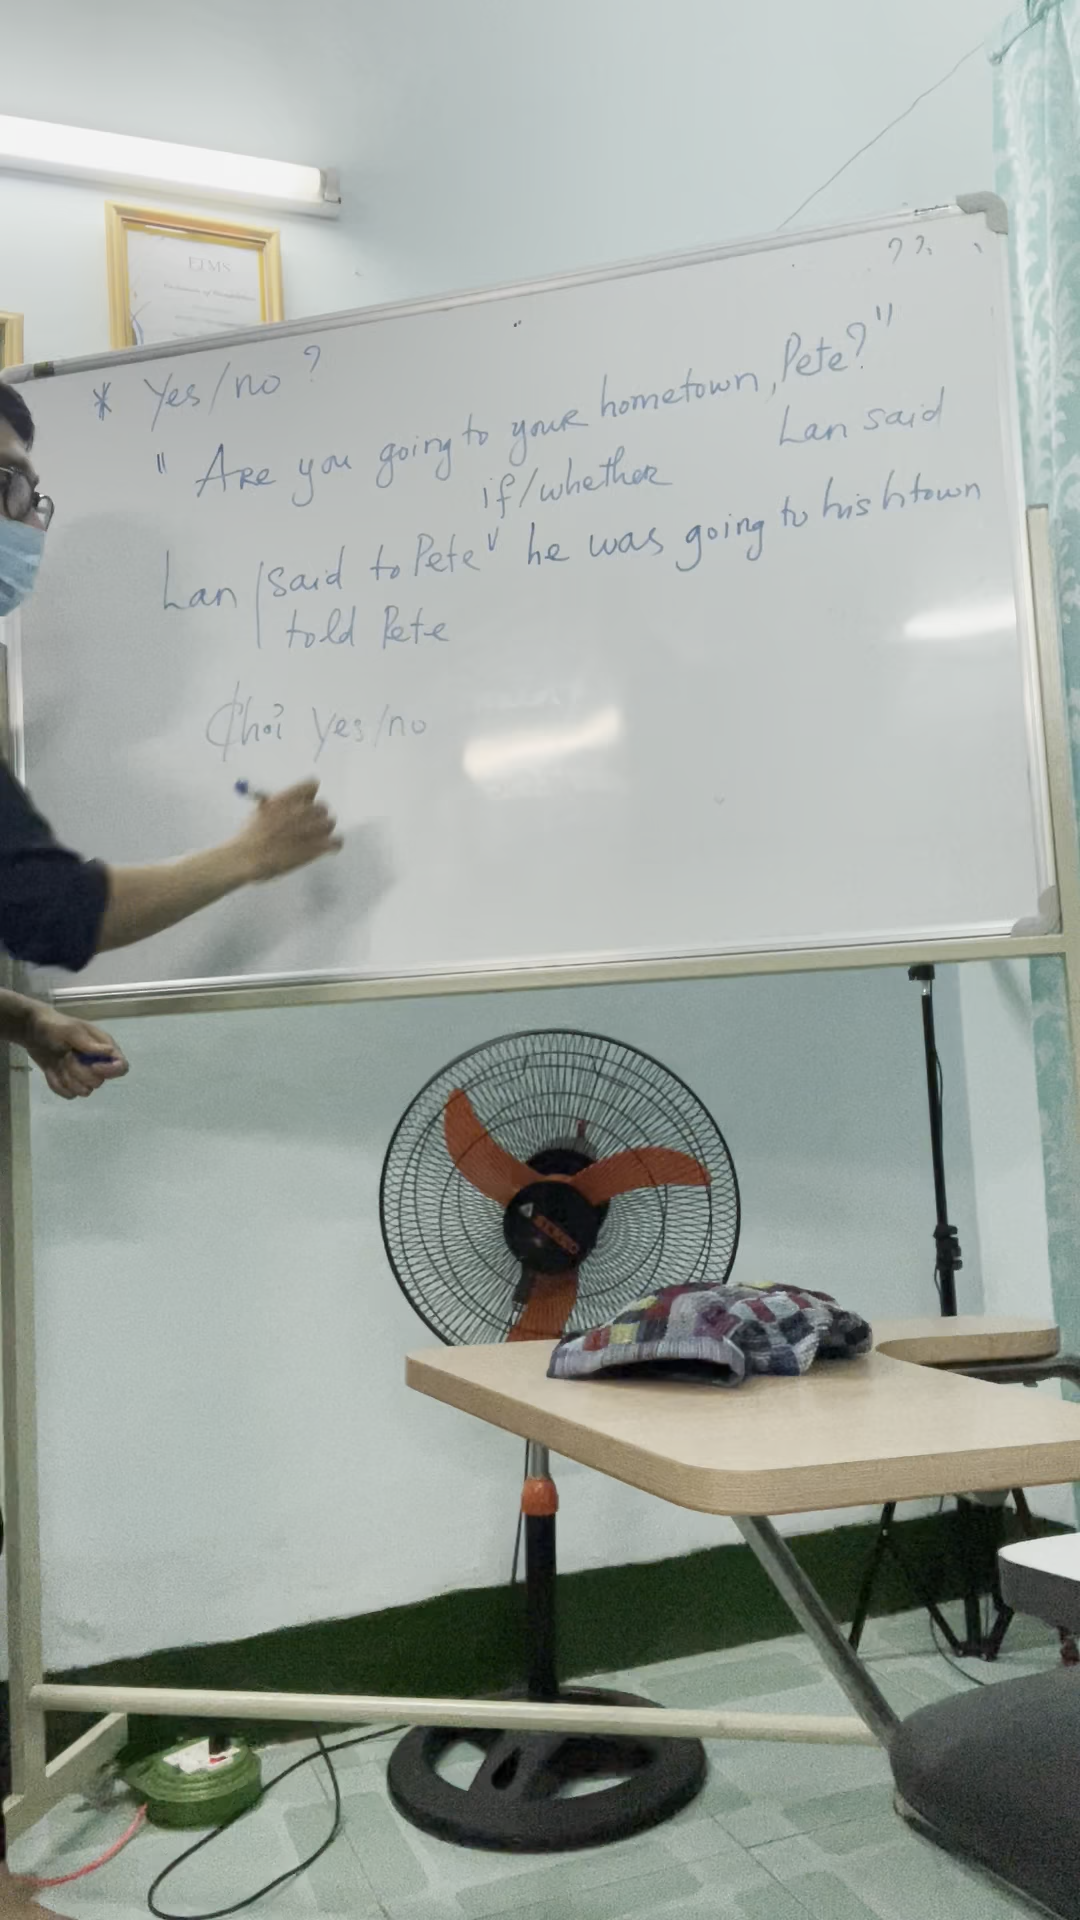 ELMS
??
* Yes/no ?
" Are you going to your hometown, Pete?"
Lan said
if/whether
Lan said to Pete he was going to his htown
told Pete
yes/no